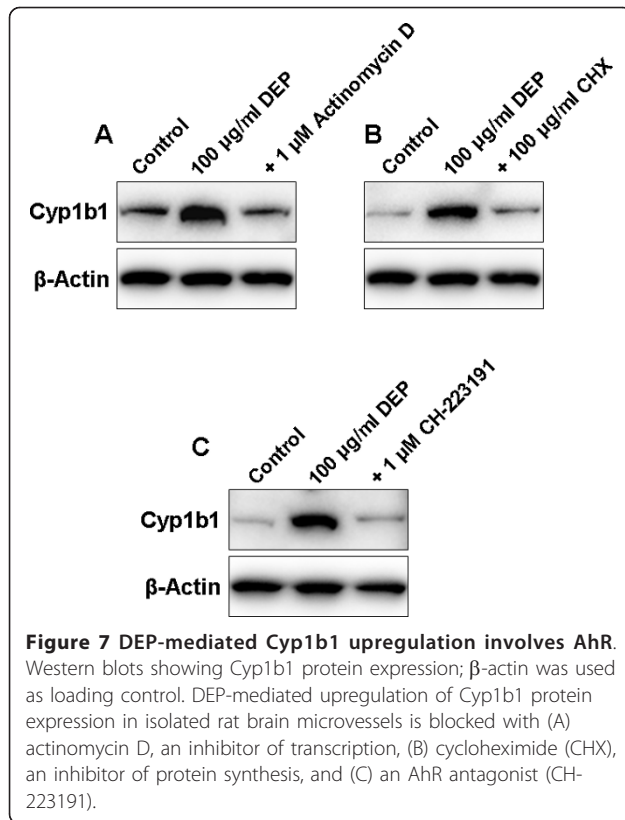 A
Control
100 µg/ml DEP
+ 1 µM Actinomycin D
Cyp1b1
β-Actin
B
Control
100 µg/ml DEP
+ 100 µg/ml CHX
C
Control
100 µg/ml DEP
+ 1 µM CH-223191
Cyp1b1
β-Actin
Figure 7 DEP-mediated Cyp1b1 upregulation involves AhR.
Western blots showing Cyp1b1 protein expression; β-actin was used
as loading control. DEP-mediated upregulation of Cyp1b1 protein
expression in isolated rat brain microvessels is blocked with (A)
actinomycin D, an inhibitor of transcription, (B) cycloheximide (CHX),
an inhibitor of protein synthesis, and (C) an AhR antagonist (CH-
223191).